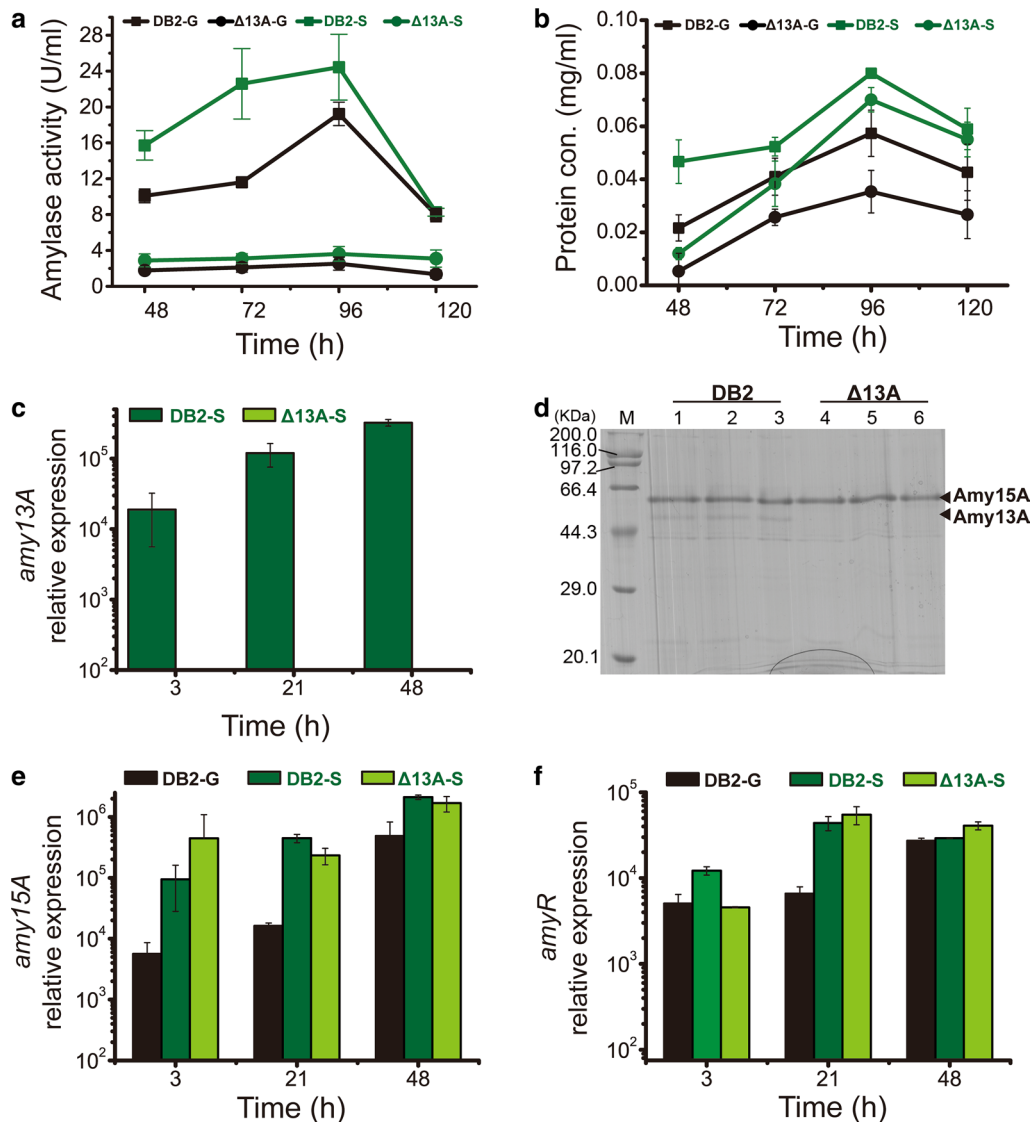 a
DB2-G Δ13A-G DB2-S Δ13A-S
Amylase activity (U/ml)
28
24
20
16
12
8
4
0
48 72 96 120
Time (h)
b
DB2-G Δ13A-G DB2-S Δ13A-S
Protein con. (mg/ml)
0.10
0.08
0.06
0.04
0.02
0.00
48 72 96 120
Time (h)
c
DB2-S Δ13A-S
amy13A
relative expression
10^5
10^4
10^3
10^2
3 21 48
Time (h)
d
DB2 Δ13A
(KDa) M 1 2 3 4 5 6
200.0
116.0
97.2
66.4
44.3
29.0
20.1
Amy15A
Amy13A
e
DB2-G DB2-S Δ13A-S
amy15A
relative expression
10^6
10^5
10^4
10^3
10^2
3 21 48
Time (h)
f
DB2-G DB2-S Δ13A-S
amyR
relative expression
10^5
10^4
10^3
10^2
3 21 48
Time (h)